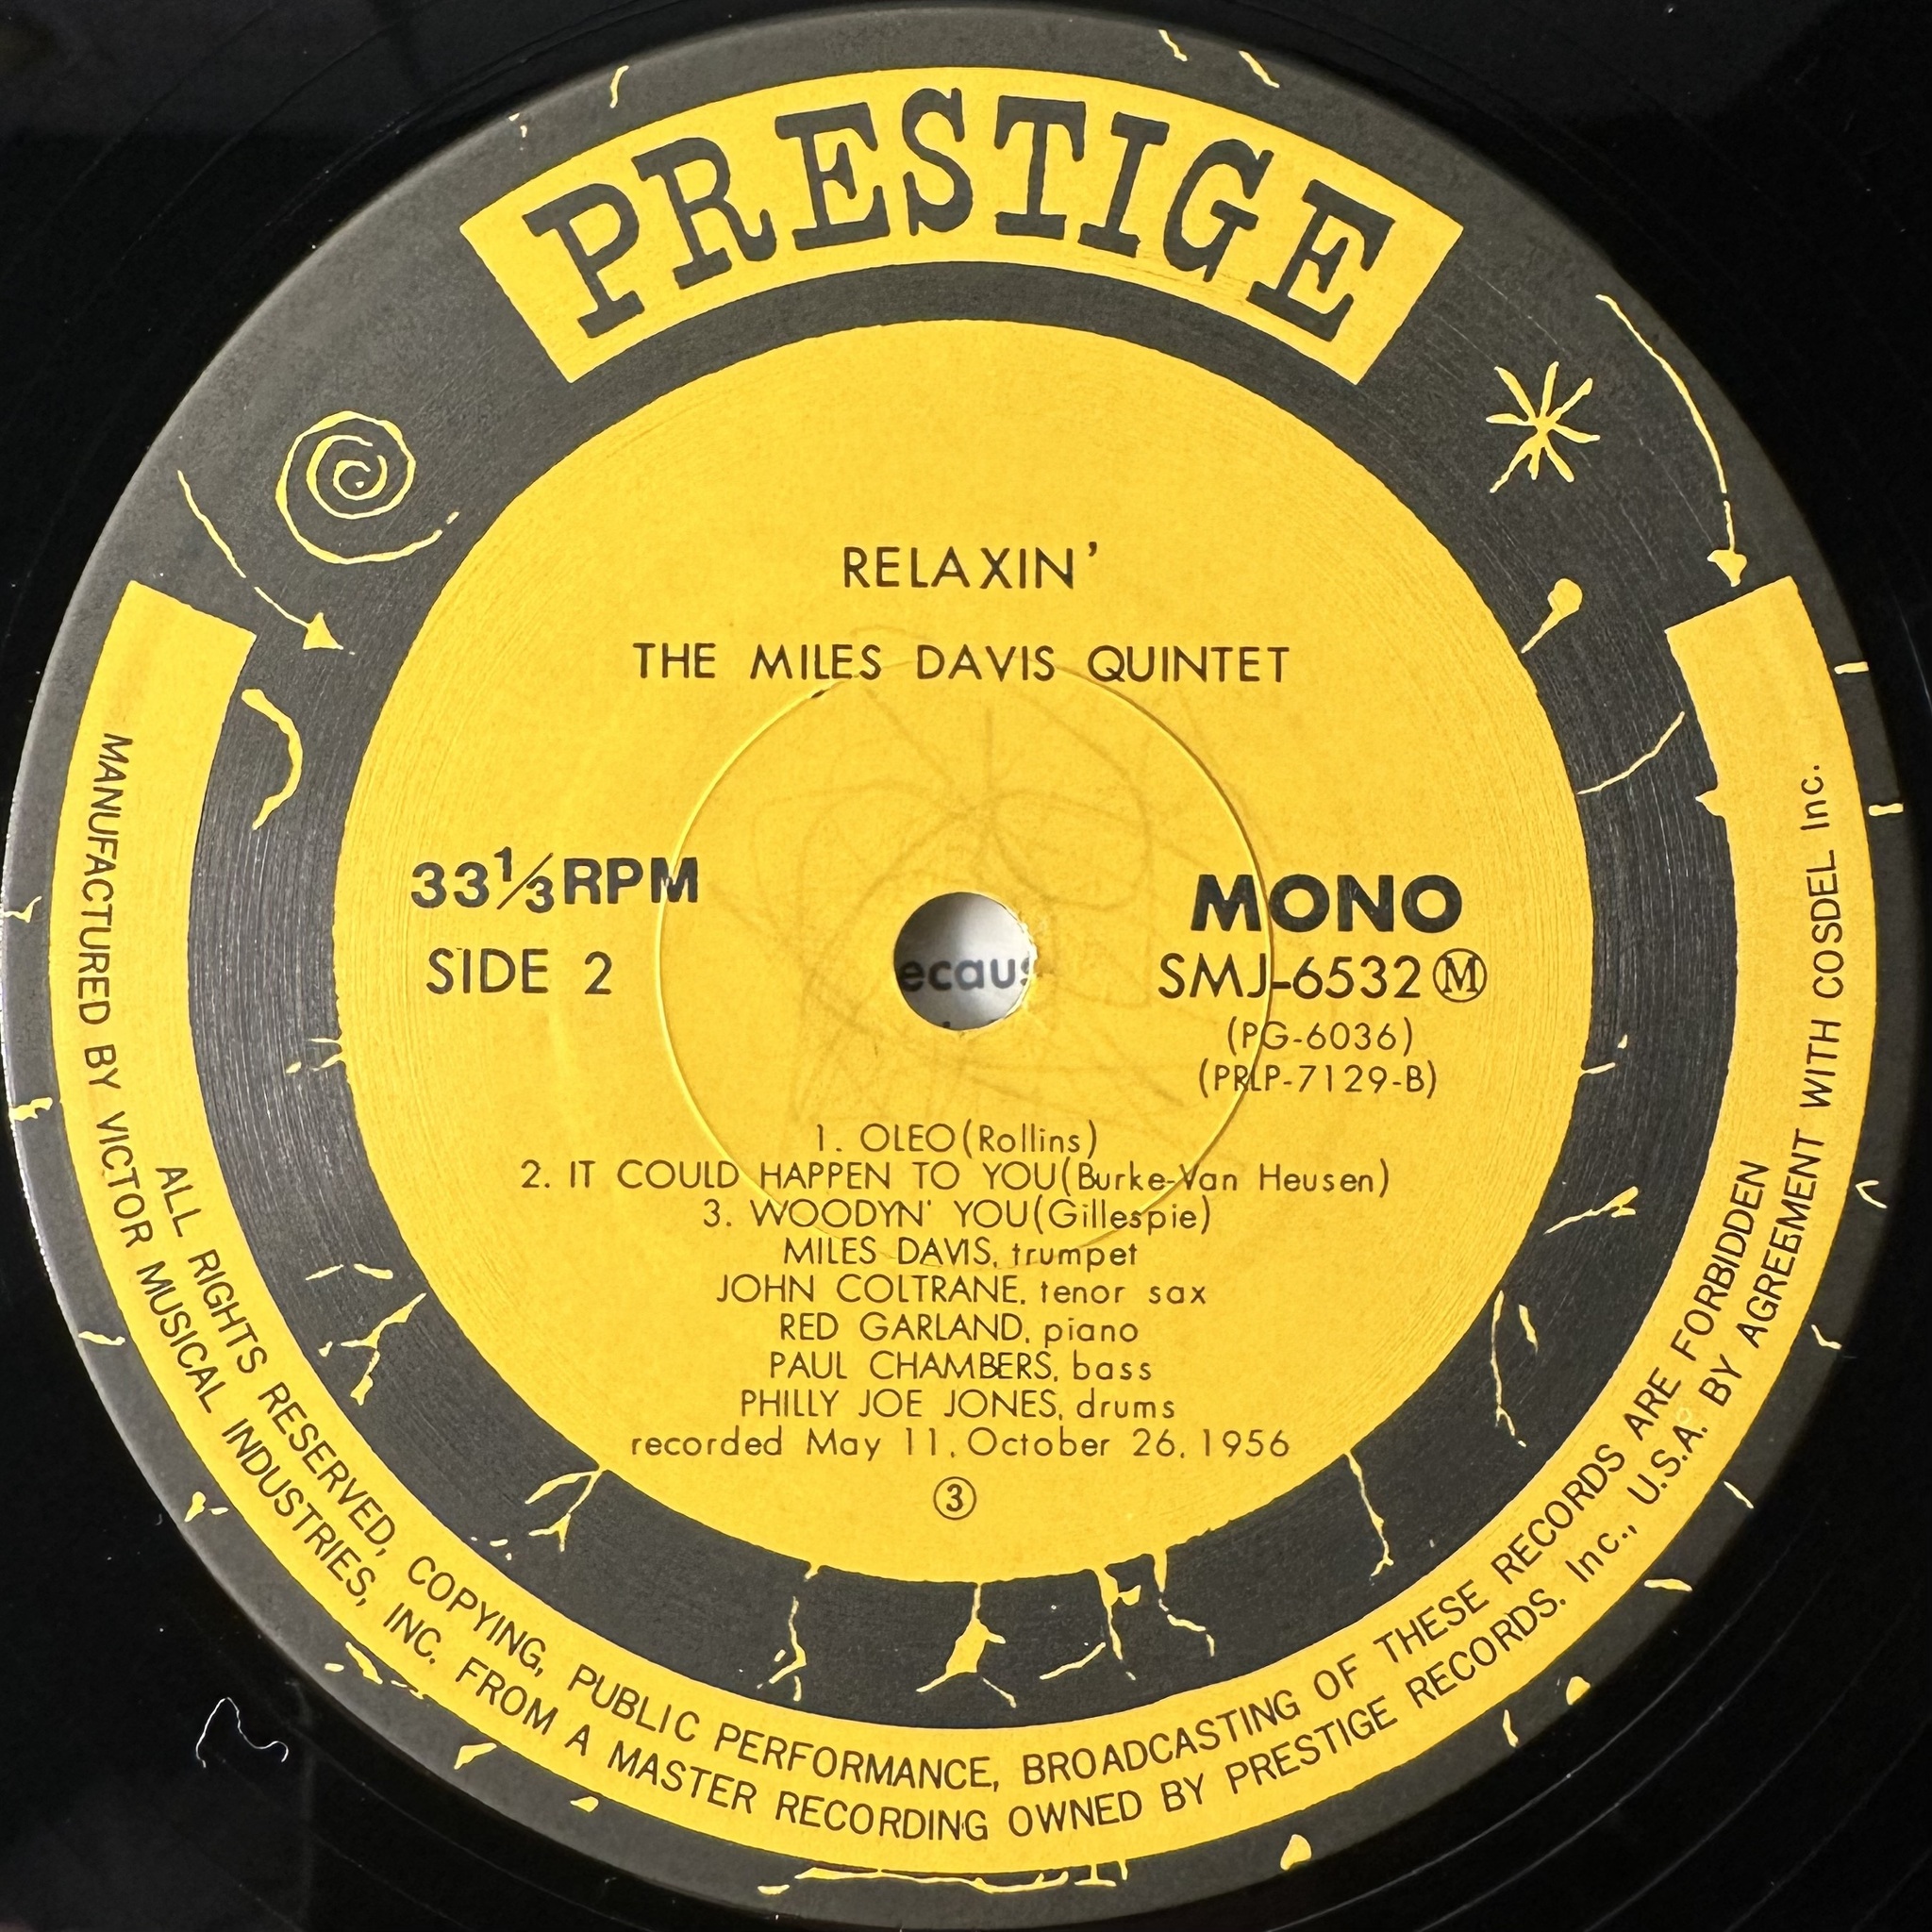 PRESTIGE
RELAXIN’
THE MILES DAVIS QUINTET
33⅓RPM
SIDE 2
MONO
SMJ-6532Ⓜ
(PG-6036)
(PRLP-7129-B)
ecaus
1. OLEO(Rollins)
2. IT COULD HAPPEN TO YOU(Burke-Van Heusen)
3. WOODYN' YOU(Gillespie)
MILES DAVIS, trumpet
JOHN COLTRANE, tenor sax
RED GARLAND, piano
PAUL CHAMBERS, bass
PHILLY JOE JONES, drums
recorded May 11, October 26, 1956
③
ALL RIGHTS RESERVED, COPYING, PUBLIC PERFORMANCE, BROADCASTING OF THESE RECORDS ARE FORBIDDEN
MANUFACTURED BY VICTOR MUSICAL INDUSTRIES, INC. FROM A MASTER RECORDING OWNED BY PRESTIGE RECORDS. Inc., U.S.A. BY AGREEMENT WITH COSDEL Inc.